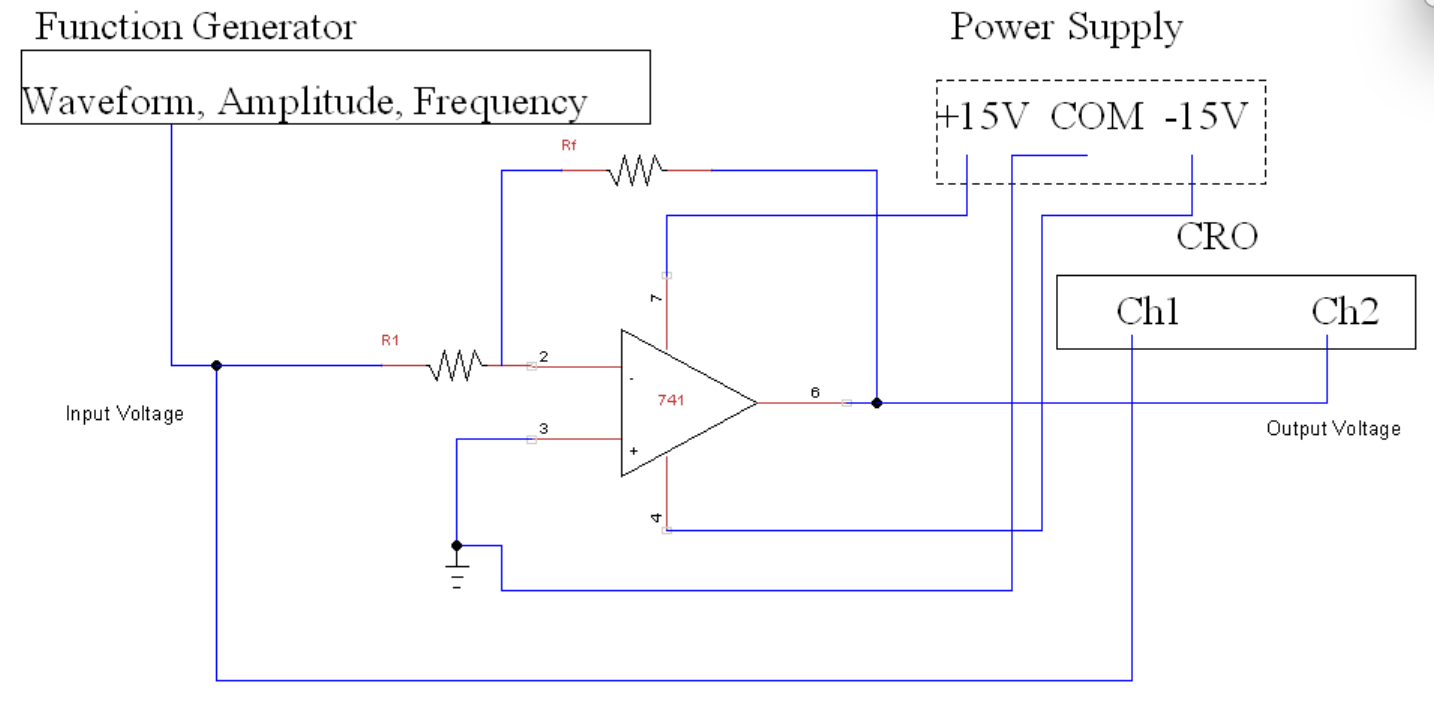 Function Generator
Power Supply
Waveform, Amplitude, Frequency
+15V COM -15V
Rf
CRO
7
Ch1 Ch2
R1
2
-
741
6
Input Voltage
3
Output Voltage
+
4